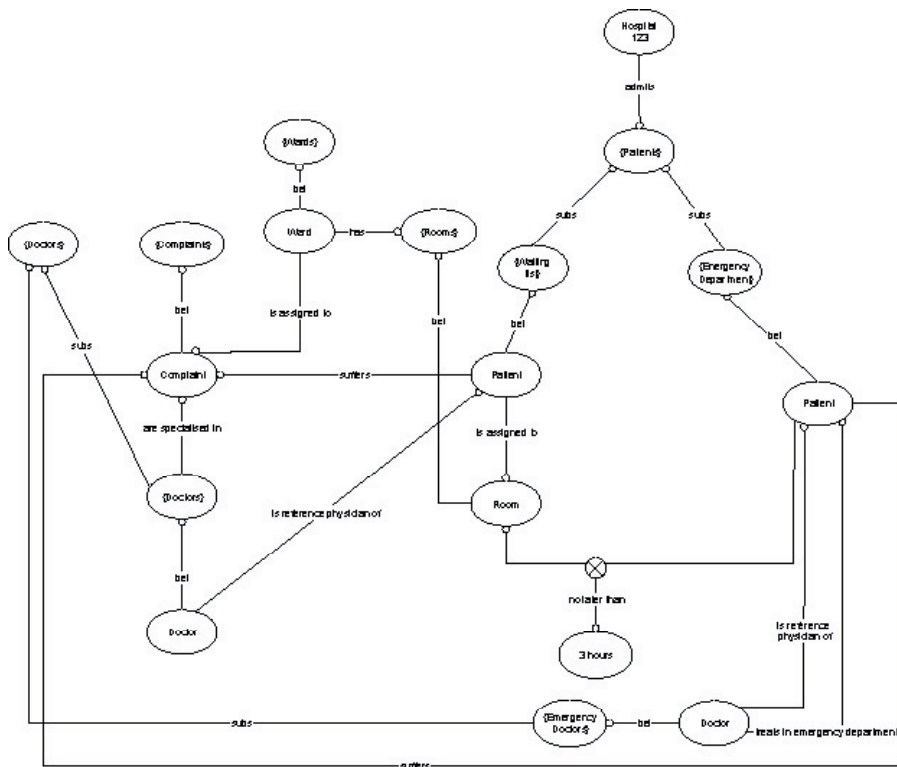 Hospital
123
admits
{Wards}
{Patients}
bel
subs
subs
{Doctors}
{Complaints}
Ward
has
{Rooms}
{Waiting
list}
{Emergency
Department}
bel
is assigned to
bel
bel
bel
subs
Complaint
suffers
Patient
Patient
are specialised in
is assigned to
{Doctors}
Room
is reference physician of
bel
not later than
Doctor
3 hours
is reference
physician of
subs
{Emergency
Doctors}
bel
Doctor
treats in emergency department
suffers